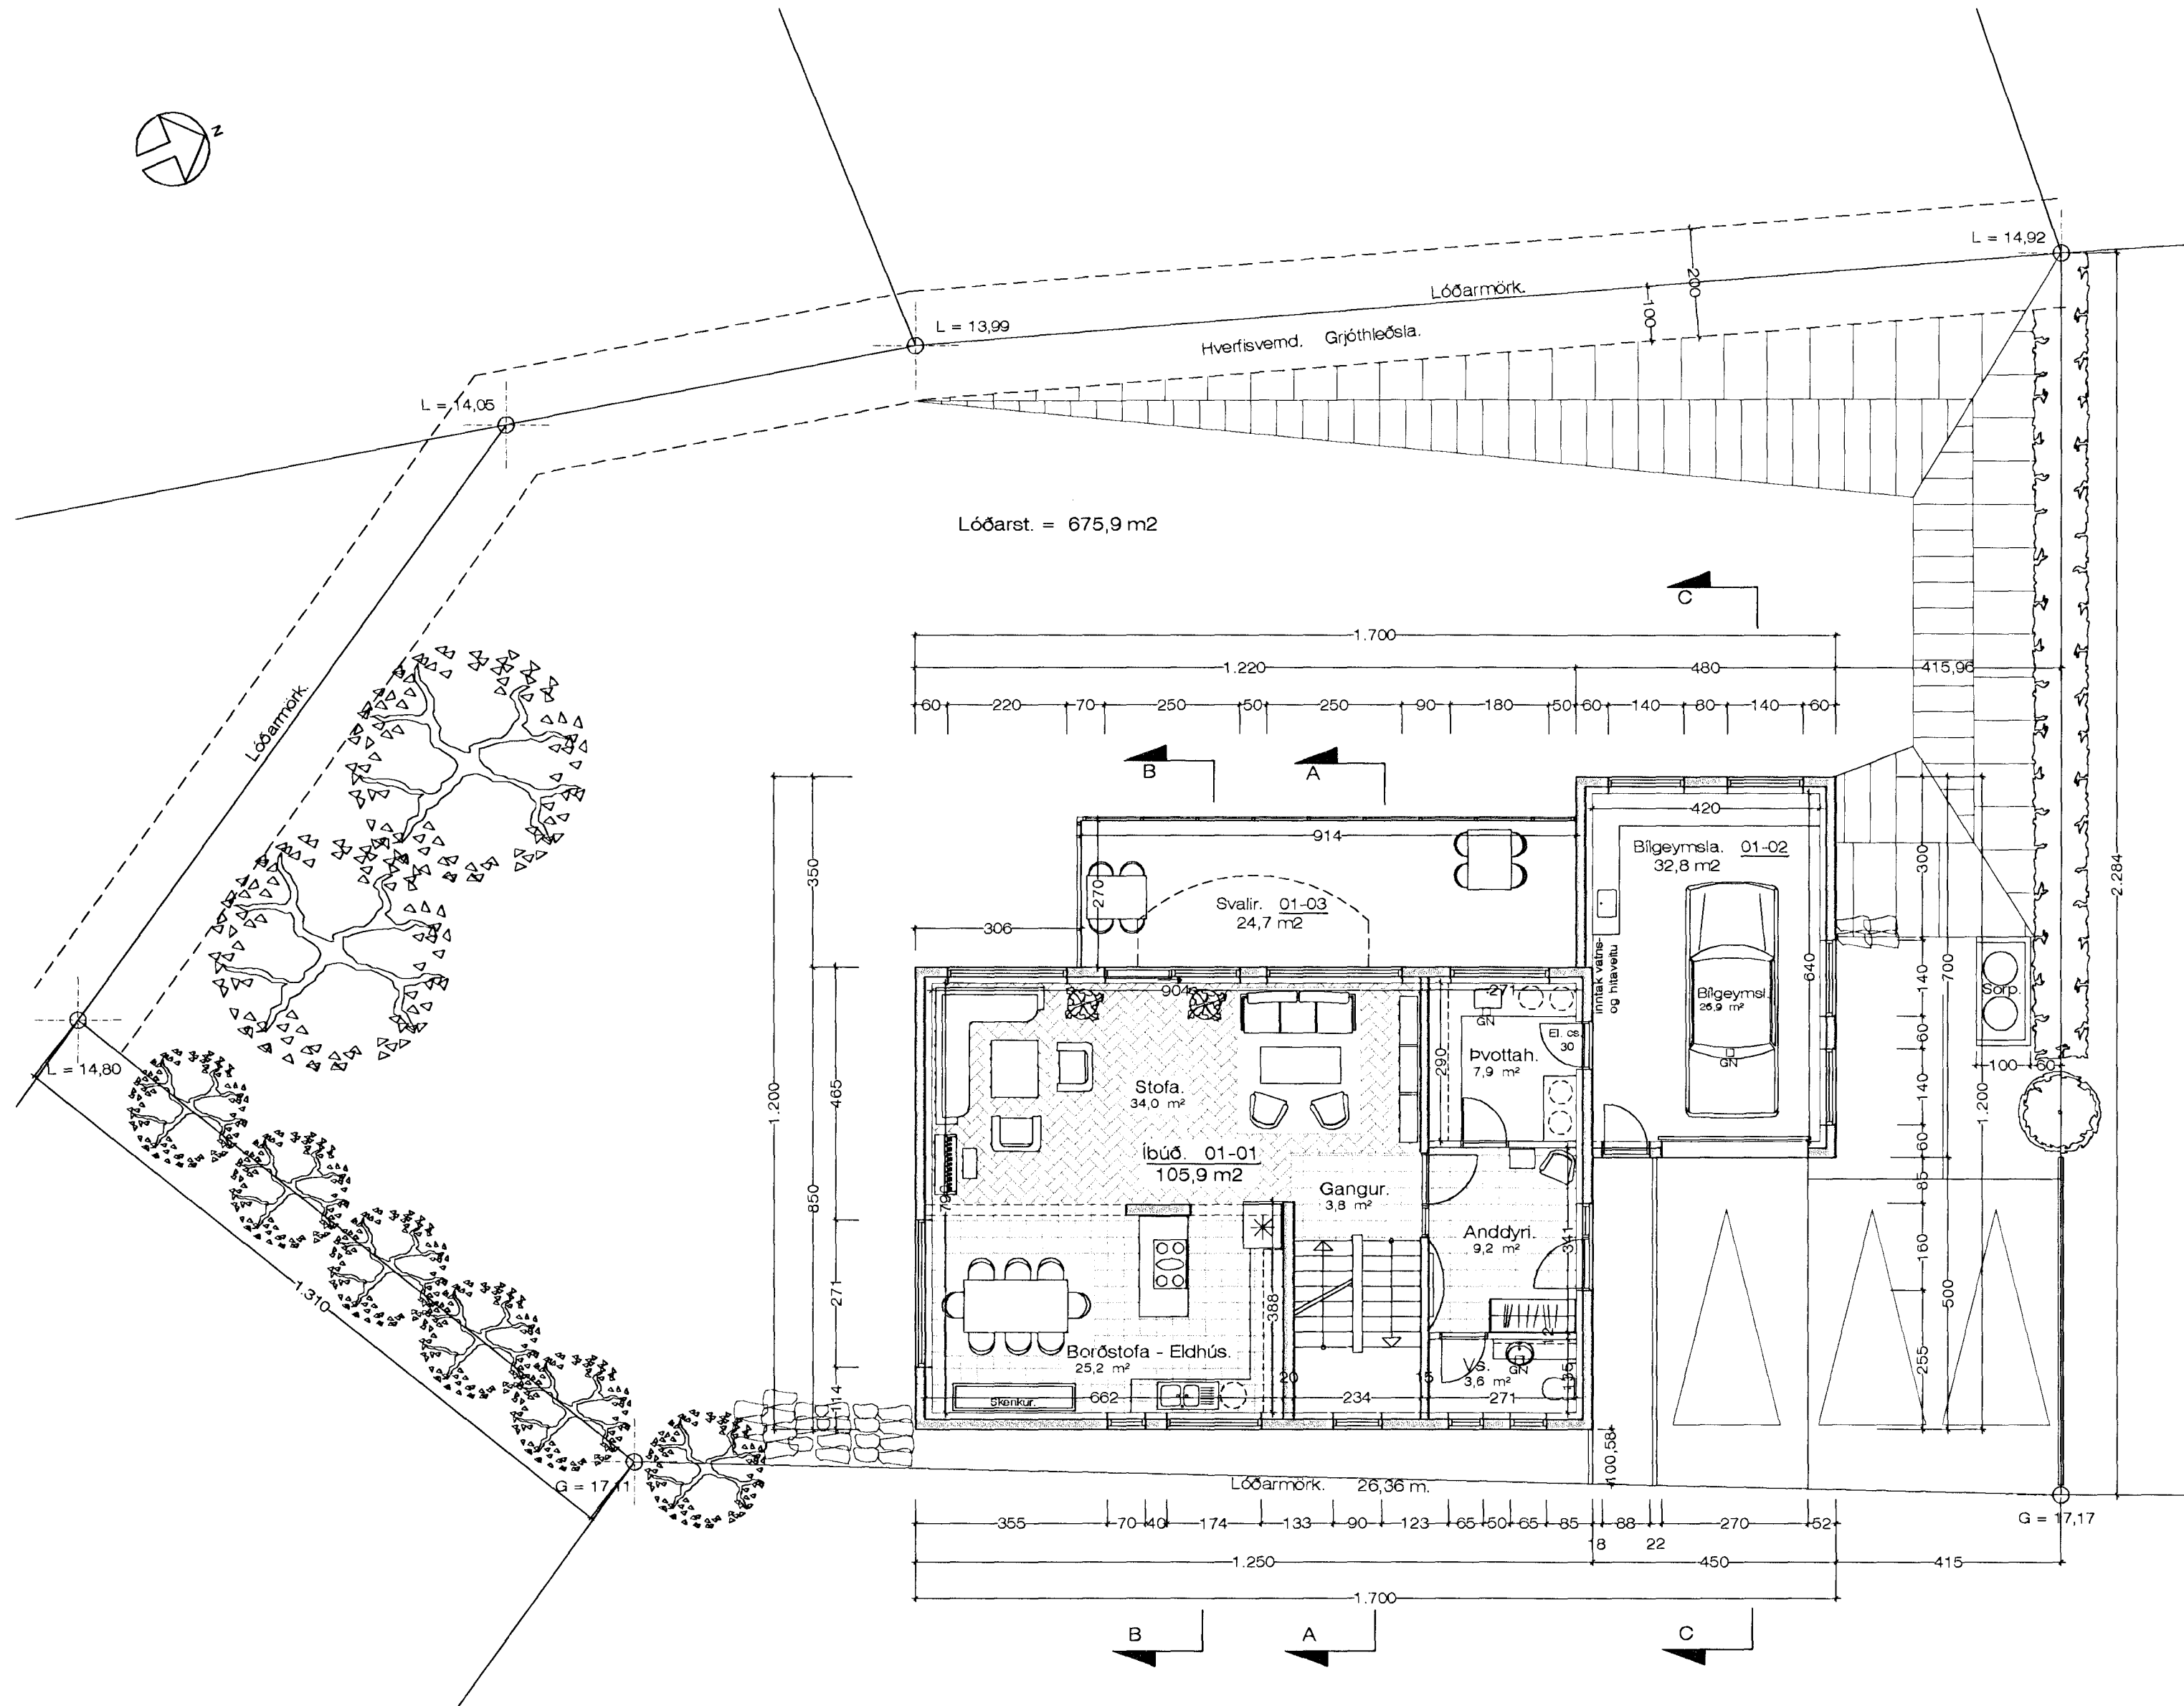 N
L = 14,92
Lóðarmörk.
200
100
L = 13,99
Hverfisvernd. Grjóthleðsla.
L = 14,05
Lóðarst. = 675,9 m2
C
1.700
1.220
480
415,96
60
220
70
250
50
250
90
180
50
60
140
80
140
60
Lóðarmörk.
B
A
420
914
Bílgeymsla. 01-02
32,8 m2
350
270
300
2.284
Svalir. 01-03
24,7 m2
306
Inntak vatns-
og hitaveitu
640
140
700
904
271
Bílgeymsl.
26,9 m²
Sorp.
GN
El. cs.
30
L = 14,80
1.200
465
290
Þvottah.
7,9 m²
GN
60
100
60
Stofa.
34,0 m²
140
1.200
Íbúð. 01-01
105,9 m2
60
850
790
Gangur.
3,8 m²
85
Anddyri.
9,2 m²
341
160
1.310
271
388
500
12
Borðstofa - Eldhús.
25,2 m²
Vs.
3,6 m²
GN
135
255
114
Skenkur.
662
20
234
15
271
G = 17,11
100,58
Lóðarmörk. 26,36 m.
355
70
40
174
133
90
123
65
50
65
85
88
270
52
G = 17,17
18
22
1.250
450
415
1.700
B
A
C